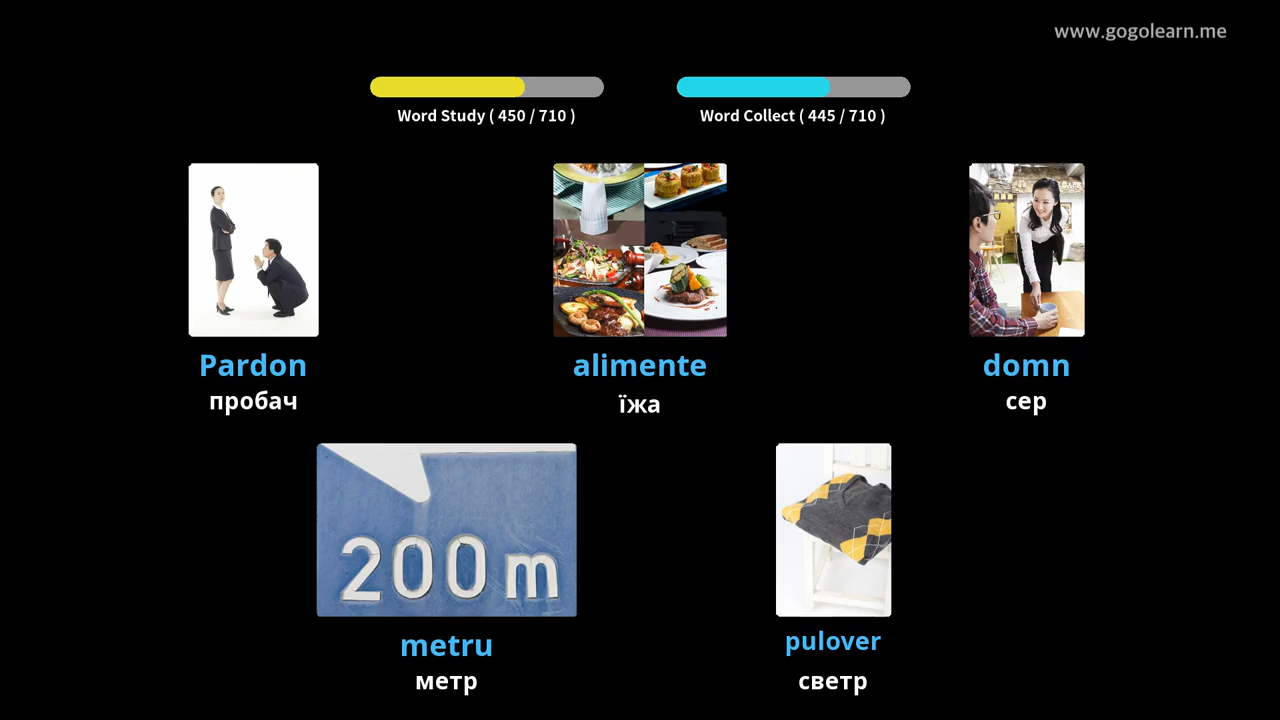 www.gogolearn.me
Word Study ( 450 / 710 )
Word Collect ( 445 / 710 )
Pardon
пробач
alimente
їжа
domn
сер
200 m
metru
метр
pulover
светр